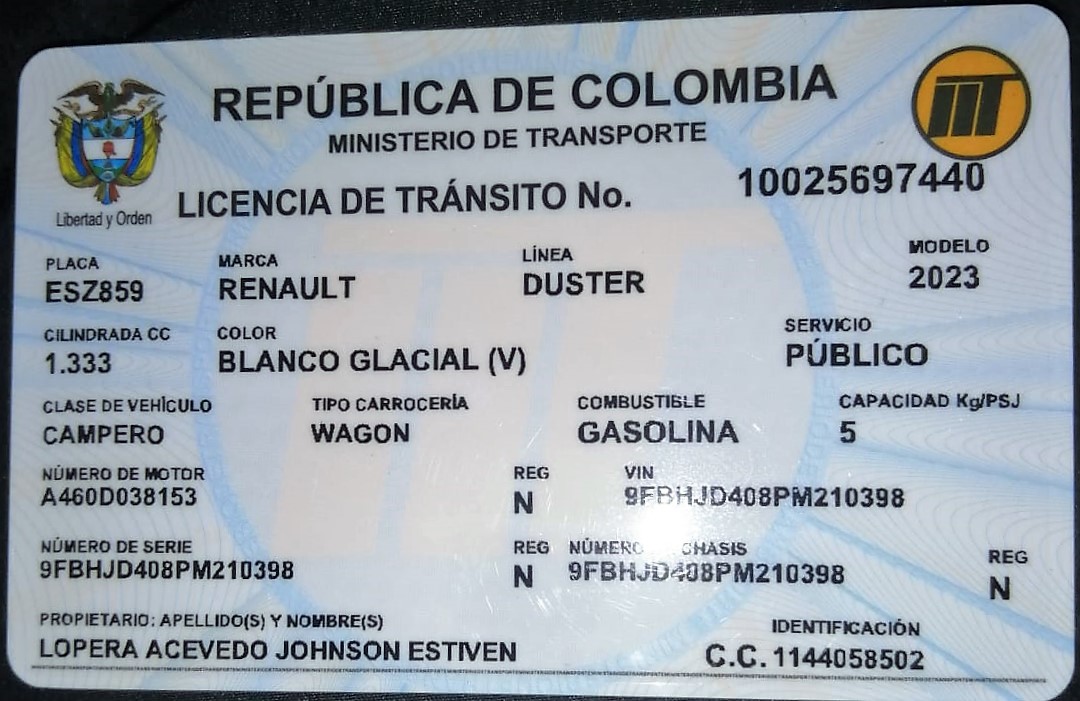 REPÚBLICA DE COLOMBIA
MINISTERIO DE TRANSPORTE
Libertad y Orden
LICENCIA DE TRÁNSITO No. 10025697440
PLACA MARCA LÍNEA MODELO
ESZ859 RENAULT DUSTER 2023
CILINDRADA CC COLOR SERVICIO
1.333 BLANCO GLACIAL (V) PÚBLICO
CLASE DE VEHÍCULO TIPO CARROCERÍA COMBUSTIBLE CAPACIDAD Kg/PSJ
CAMPERO WAGON GASOLINA 5
NÚMERO DE MOTOR REG VIN
A460D038153 N 9FBHJD408PM210398
NÚMERO DE SERIE REG NÚMERO CHASIS REG
9FBHJD408PM210398 N 9FBHJD408PM210398 N
PROPIETARIO: APELLIDO(S) Y NOMBRE(S) IDENTIFICACIÓN
LOPERA ACEVEDO JOHNSON ESTIVEN C.C. 1144058502